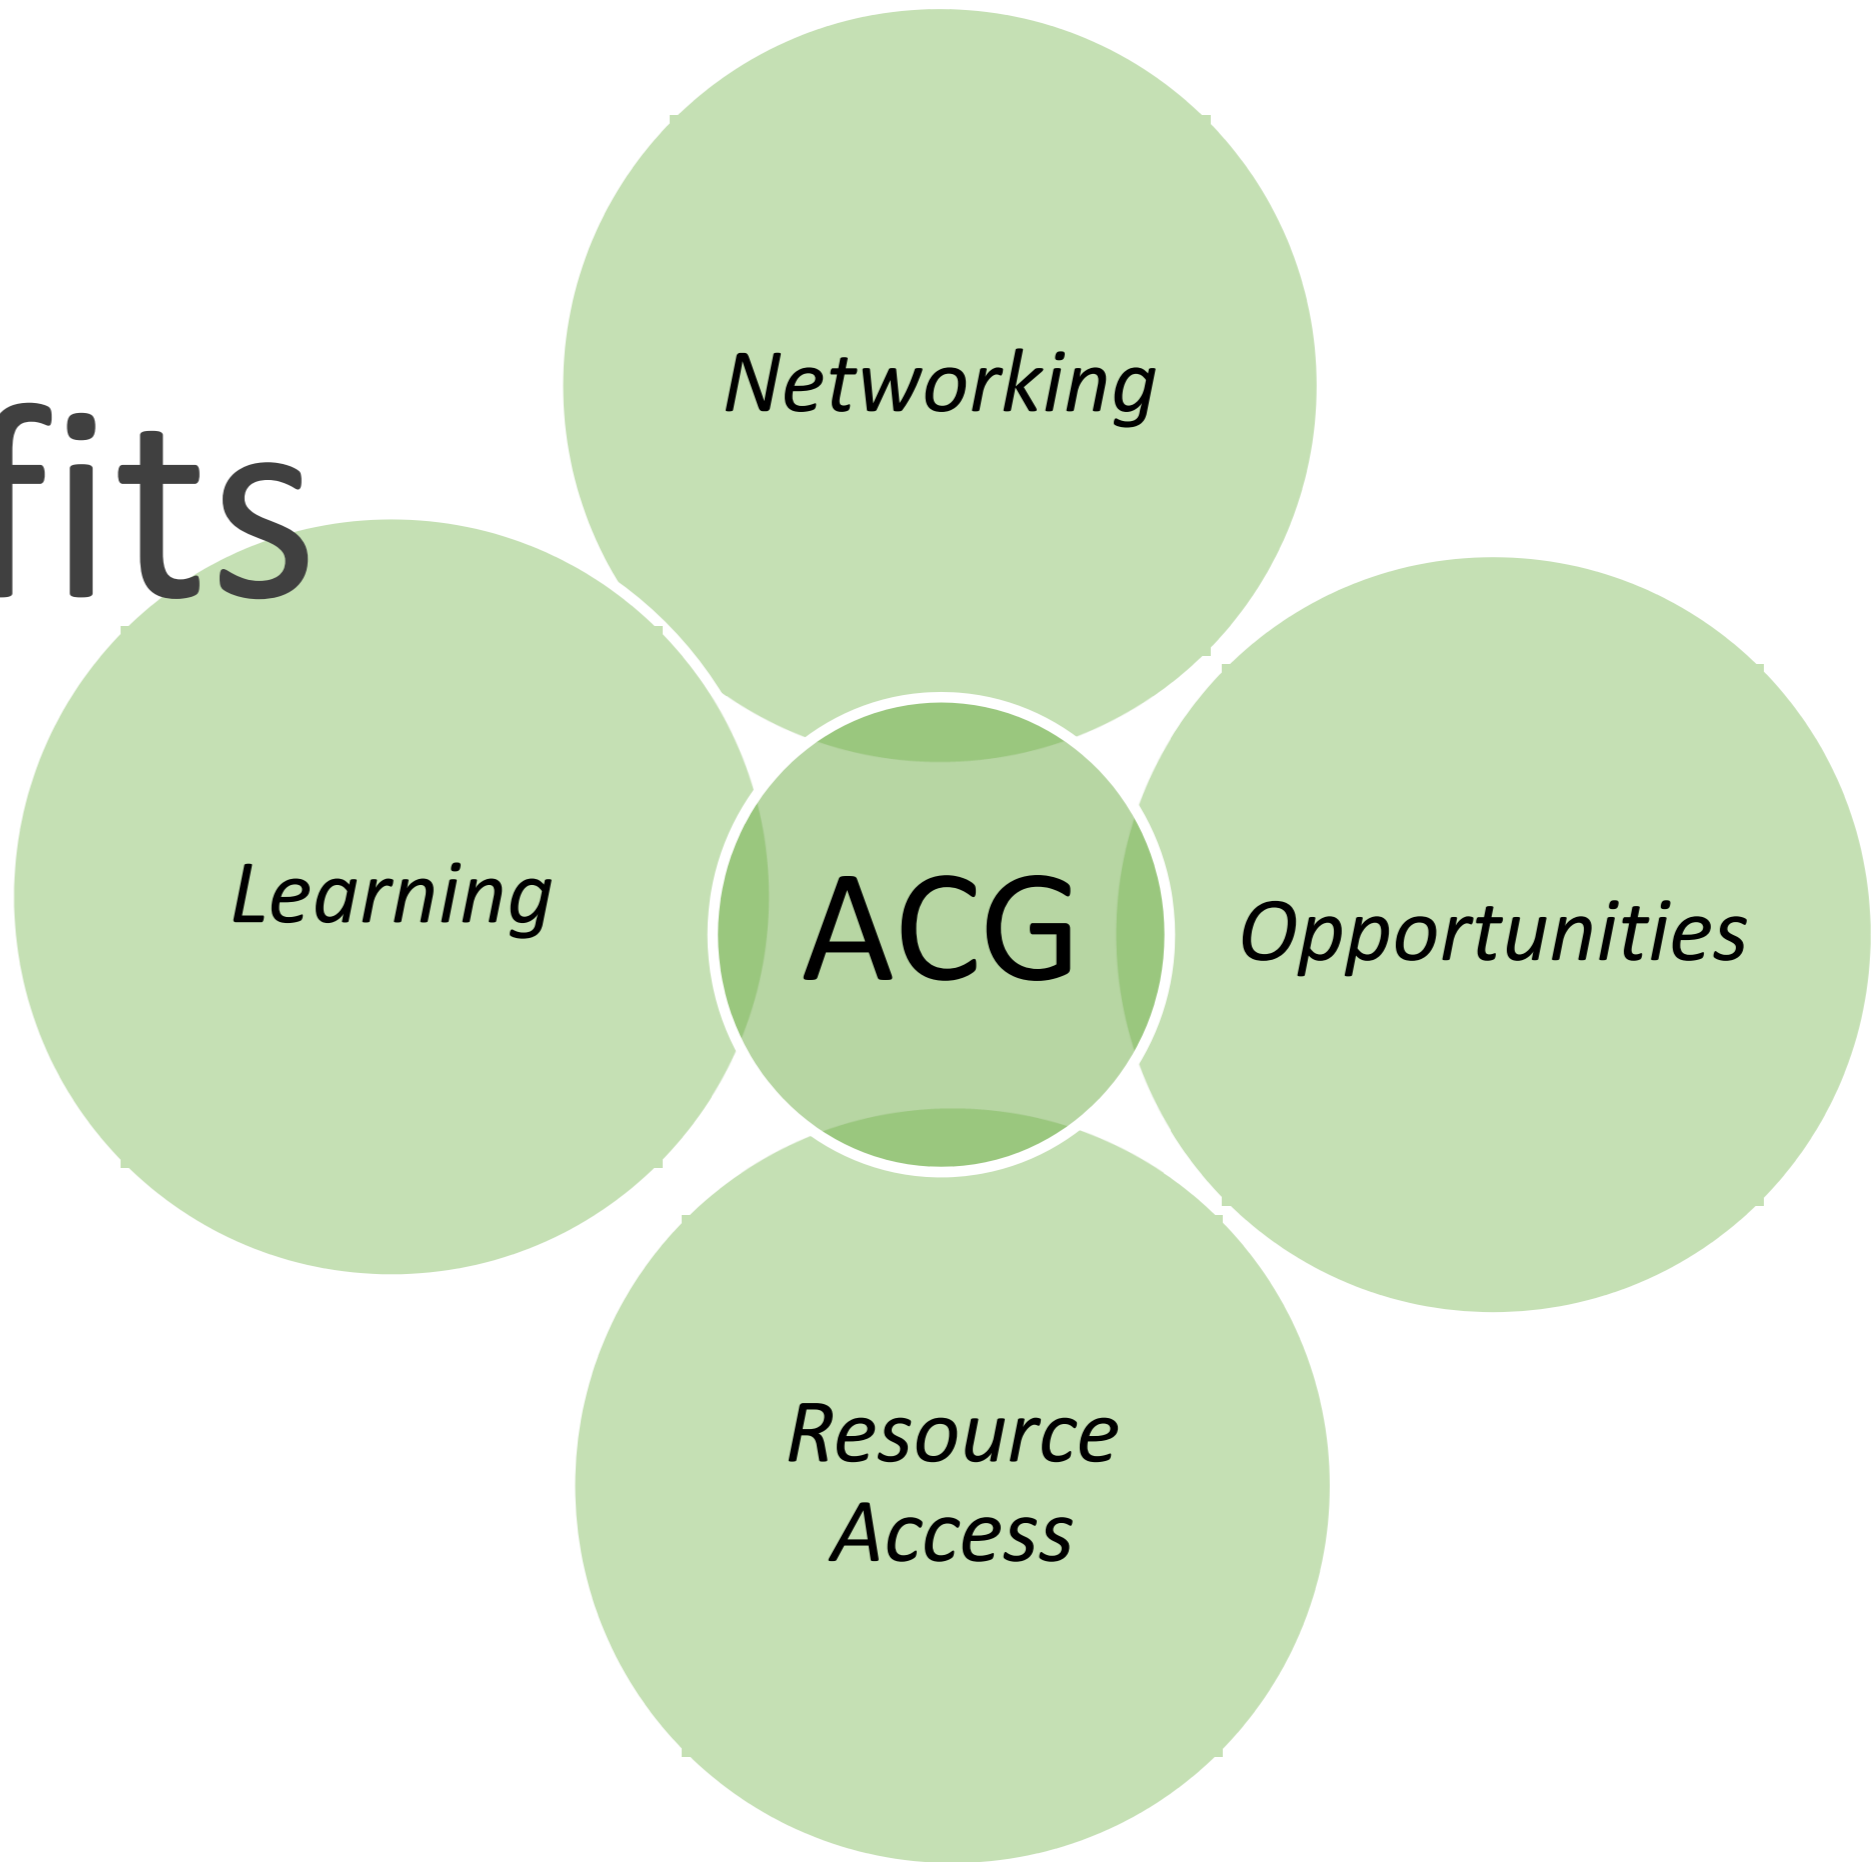 Networking
fits
Learning
ACG
Opportunities
Resource
Access